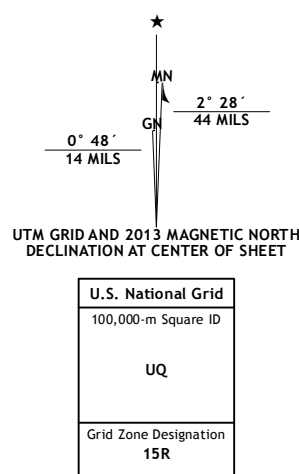 ★
MN
2° 28´
44 MILS
GN
0° 48´
14 MILS
UTM GRID AND 2013 MAGNETIC NORTH
DECLINATION AT CENTER OF SHEET
U.S. National Grid
100,000-m Square ID
UQ
Grid Zone Designation
15R